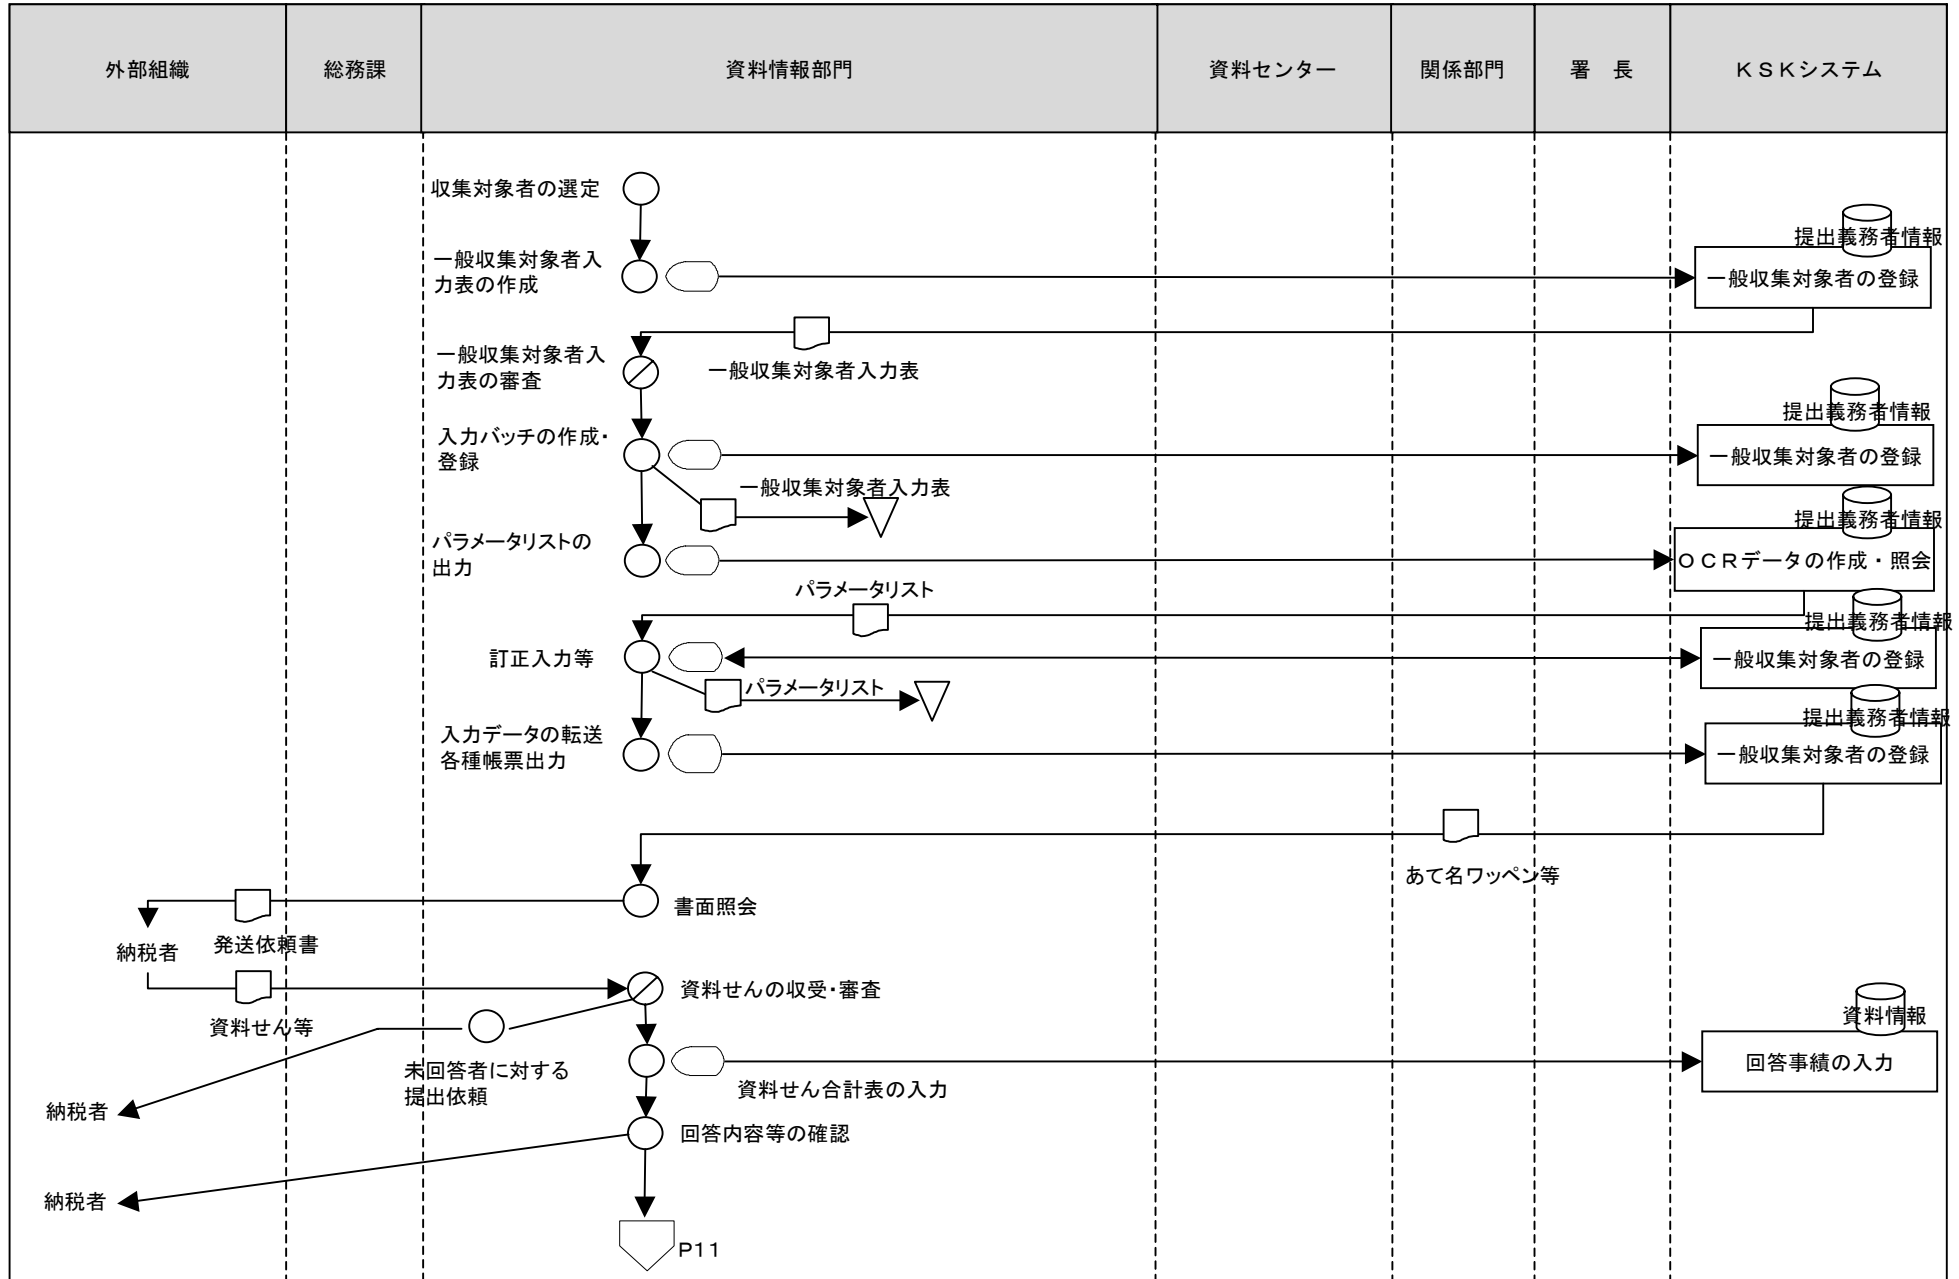 外部組織
総務課
資料情報部門
資料センター
関係部門
署　長
ＫＳＫシステム
収集対象者の選定
提出義務者情報
一般収集対象者入
力表の作成
一般収集対象者の登録
一般収集対象者入
力表の審査
一般収集対象者入力表
提出義務者情報
入力バッチの作成・
登録
一般収集対象者の登録
一般収集対象者入力表
提出義務者情報
パラメータリストの
出力
ＯＣＲデータの作成・照会
パラメータリスト
提出義務者情報
訂正入力等
一般収集対象者の登録
パラメータリスト
提出義務者情報
入力データの転送
各種帳票出力
一般収集対象者の登録
あて名ワッペン等
書面照会
発送依頼書
納税者
資料せんの収受・審査
資料せん等
資料情報
未回答者に対する
提出依頼
回答事績の入力
資料せん合計表の入力
納税者
回答内容等の確認
納税者
P11